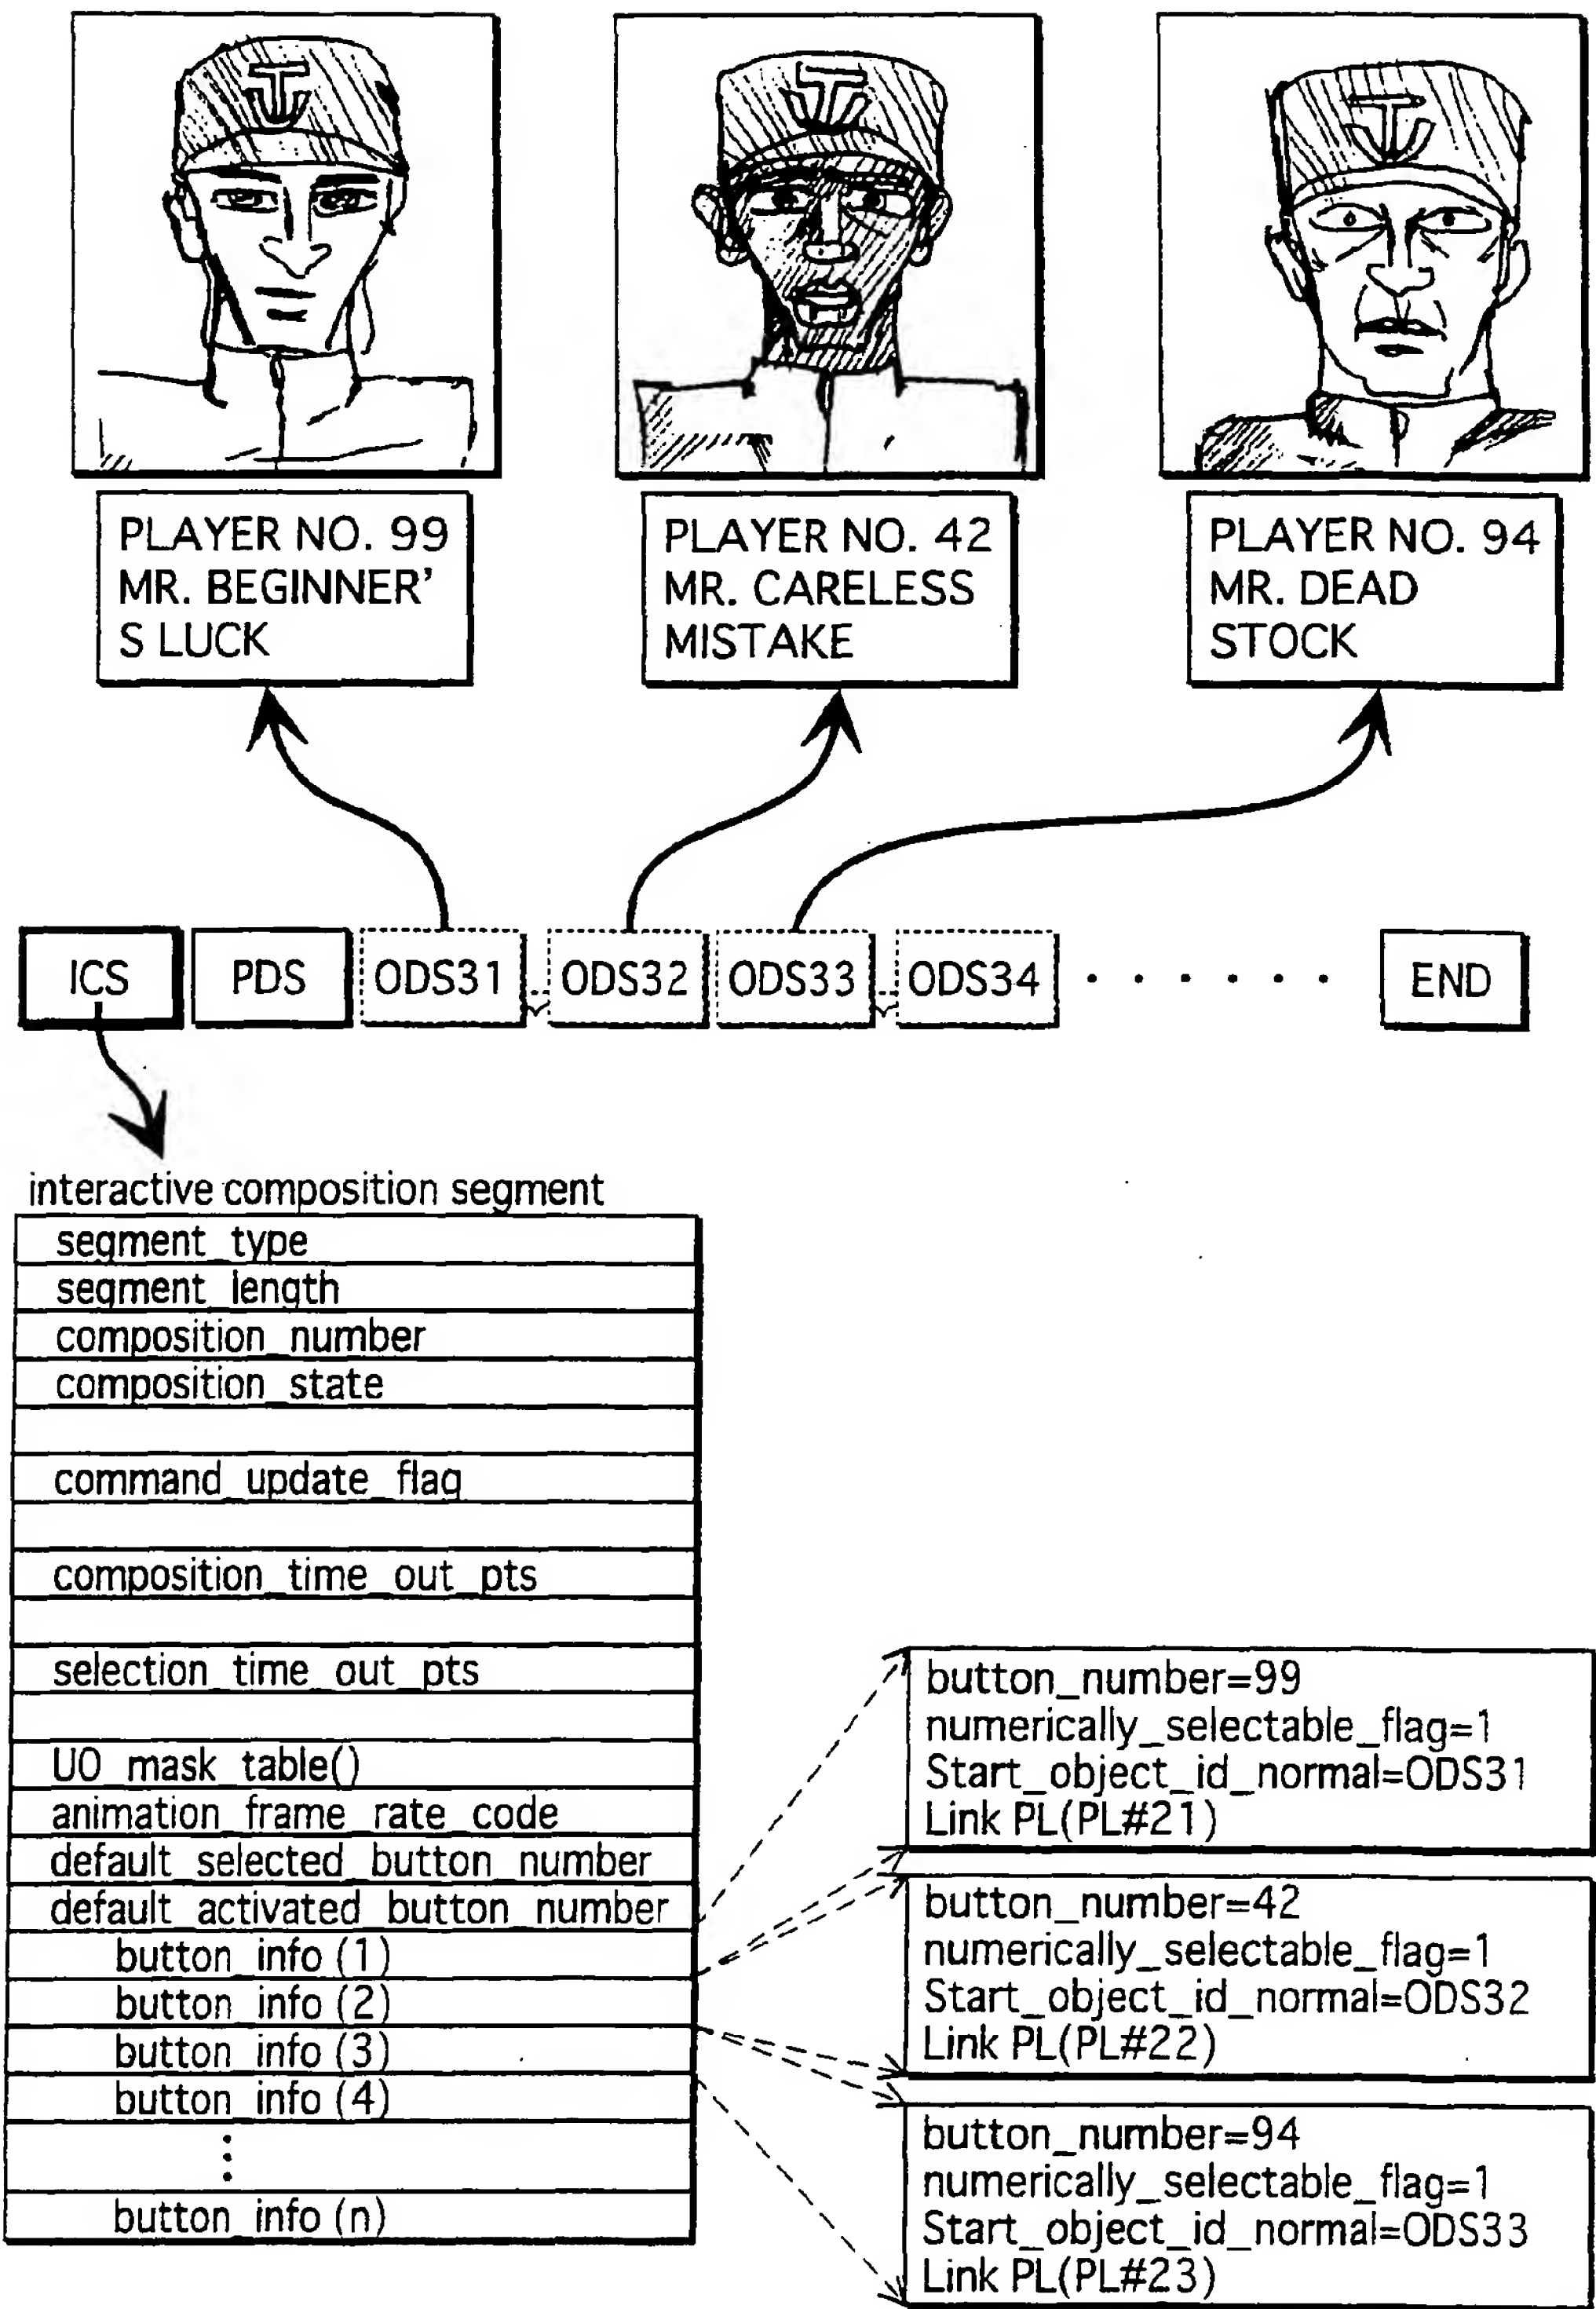 PLAYER NO. 99
MR. BEGINNER'
S LUCK
PLAYER NO. 42
MR. CARELESS
MISTAKE
PLAYER NO. 94
MR. DEAD
STOCK
ICS
PDS
ODS31
ODS32
ODS33
ODS34
END
interactive composition segment
segment_type
segment_length
composition_number
composition_state
command_update_flag
composition_time_out_pts
selection_time_out_pts
UO_mask_table()
animation_frame_rate_code
default_selected_button_number
default_activated_button_number
button_info (1)
button_info (2)
button_info (3)
button_info (4)
button_info (n)
button_number=99
numerically_selectable_flag=1
Start_object_id_normal=ODS31
Link PL(PL#21)
button_number=42
numerically_selectable_flag=1
Start_object_id_normal=ODS32
Link PL(PL#22)
button_number=94
numerically_selectable_flag=1
Start_object_id_normal=ODS33
Link PL(PL#23)